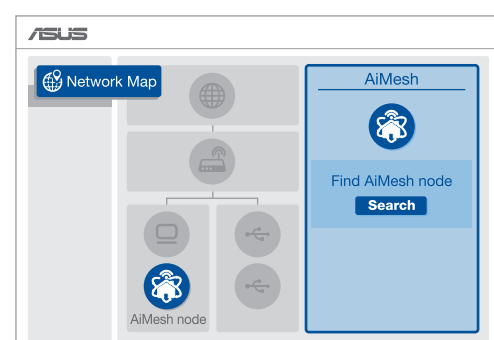 ASUS
Network Map
AiMesh
Find AiMesh node
Search
AiMesh node